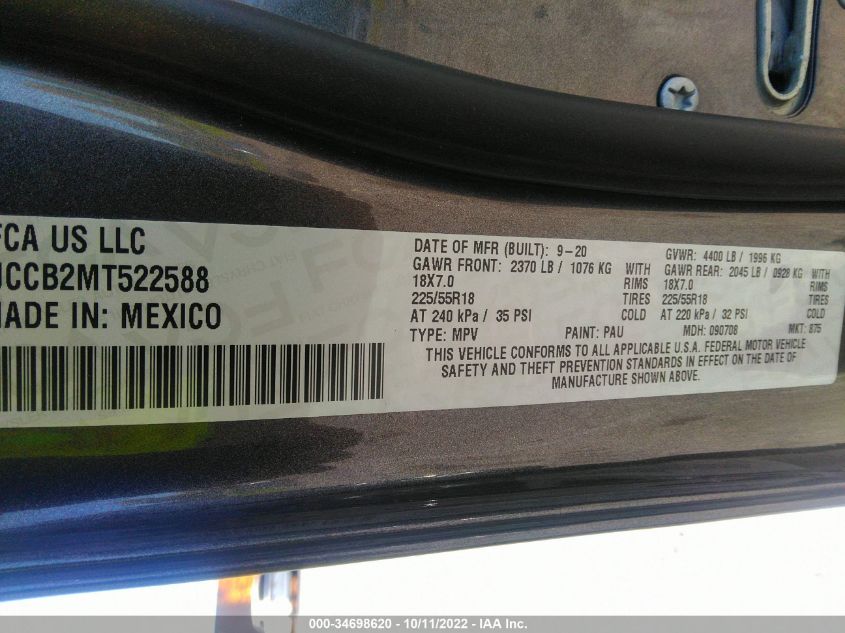 FCA US LLC
JCCB2MT522588
MADE IN: MEXICO
DATE OF MFR (BUILT): 9-20
GAWR FRONT: 2370 LB / 1076 KG WITH
18X7.0 RIMS
225/55R18 TIRES
AT 240 kPa / 35 PSI COLD
GVWR: 4400 LB / 1996 KG
GAWR REAR: 2045 LB / 0928 KG WITH
18X7.0 RIMS
225/55R18 TIRES
AT 220 kPa / 32 PSI COLD
TYPE: MPV PAINT: PAU MDH: 090708 MKT: 875
THIS VEHICLE CONFORMS TO ALL APPLICABLE U.S.A. FEDERAL MOTOR VEHICLE
SAFETY AND THEFT PREVENTION STANDARDS IN EFFECT ON THE DATE OF
MANUFACTURE SHOWN ABOVE.
000-34698620 | 10/11/2022 - IAA Inc.